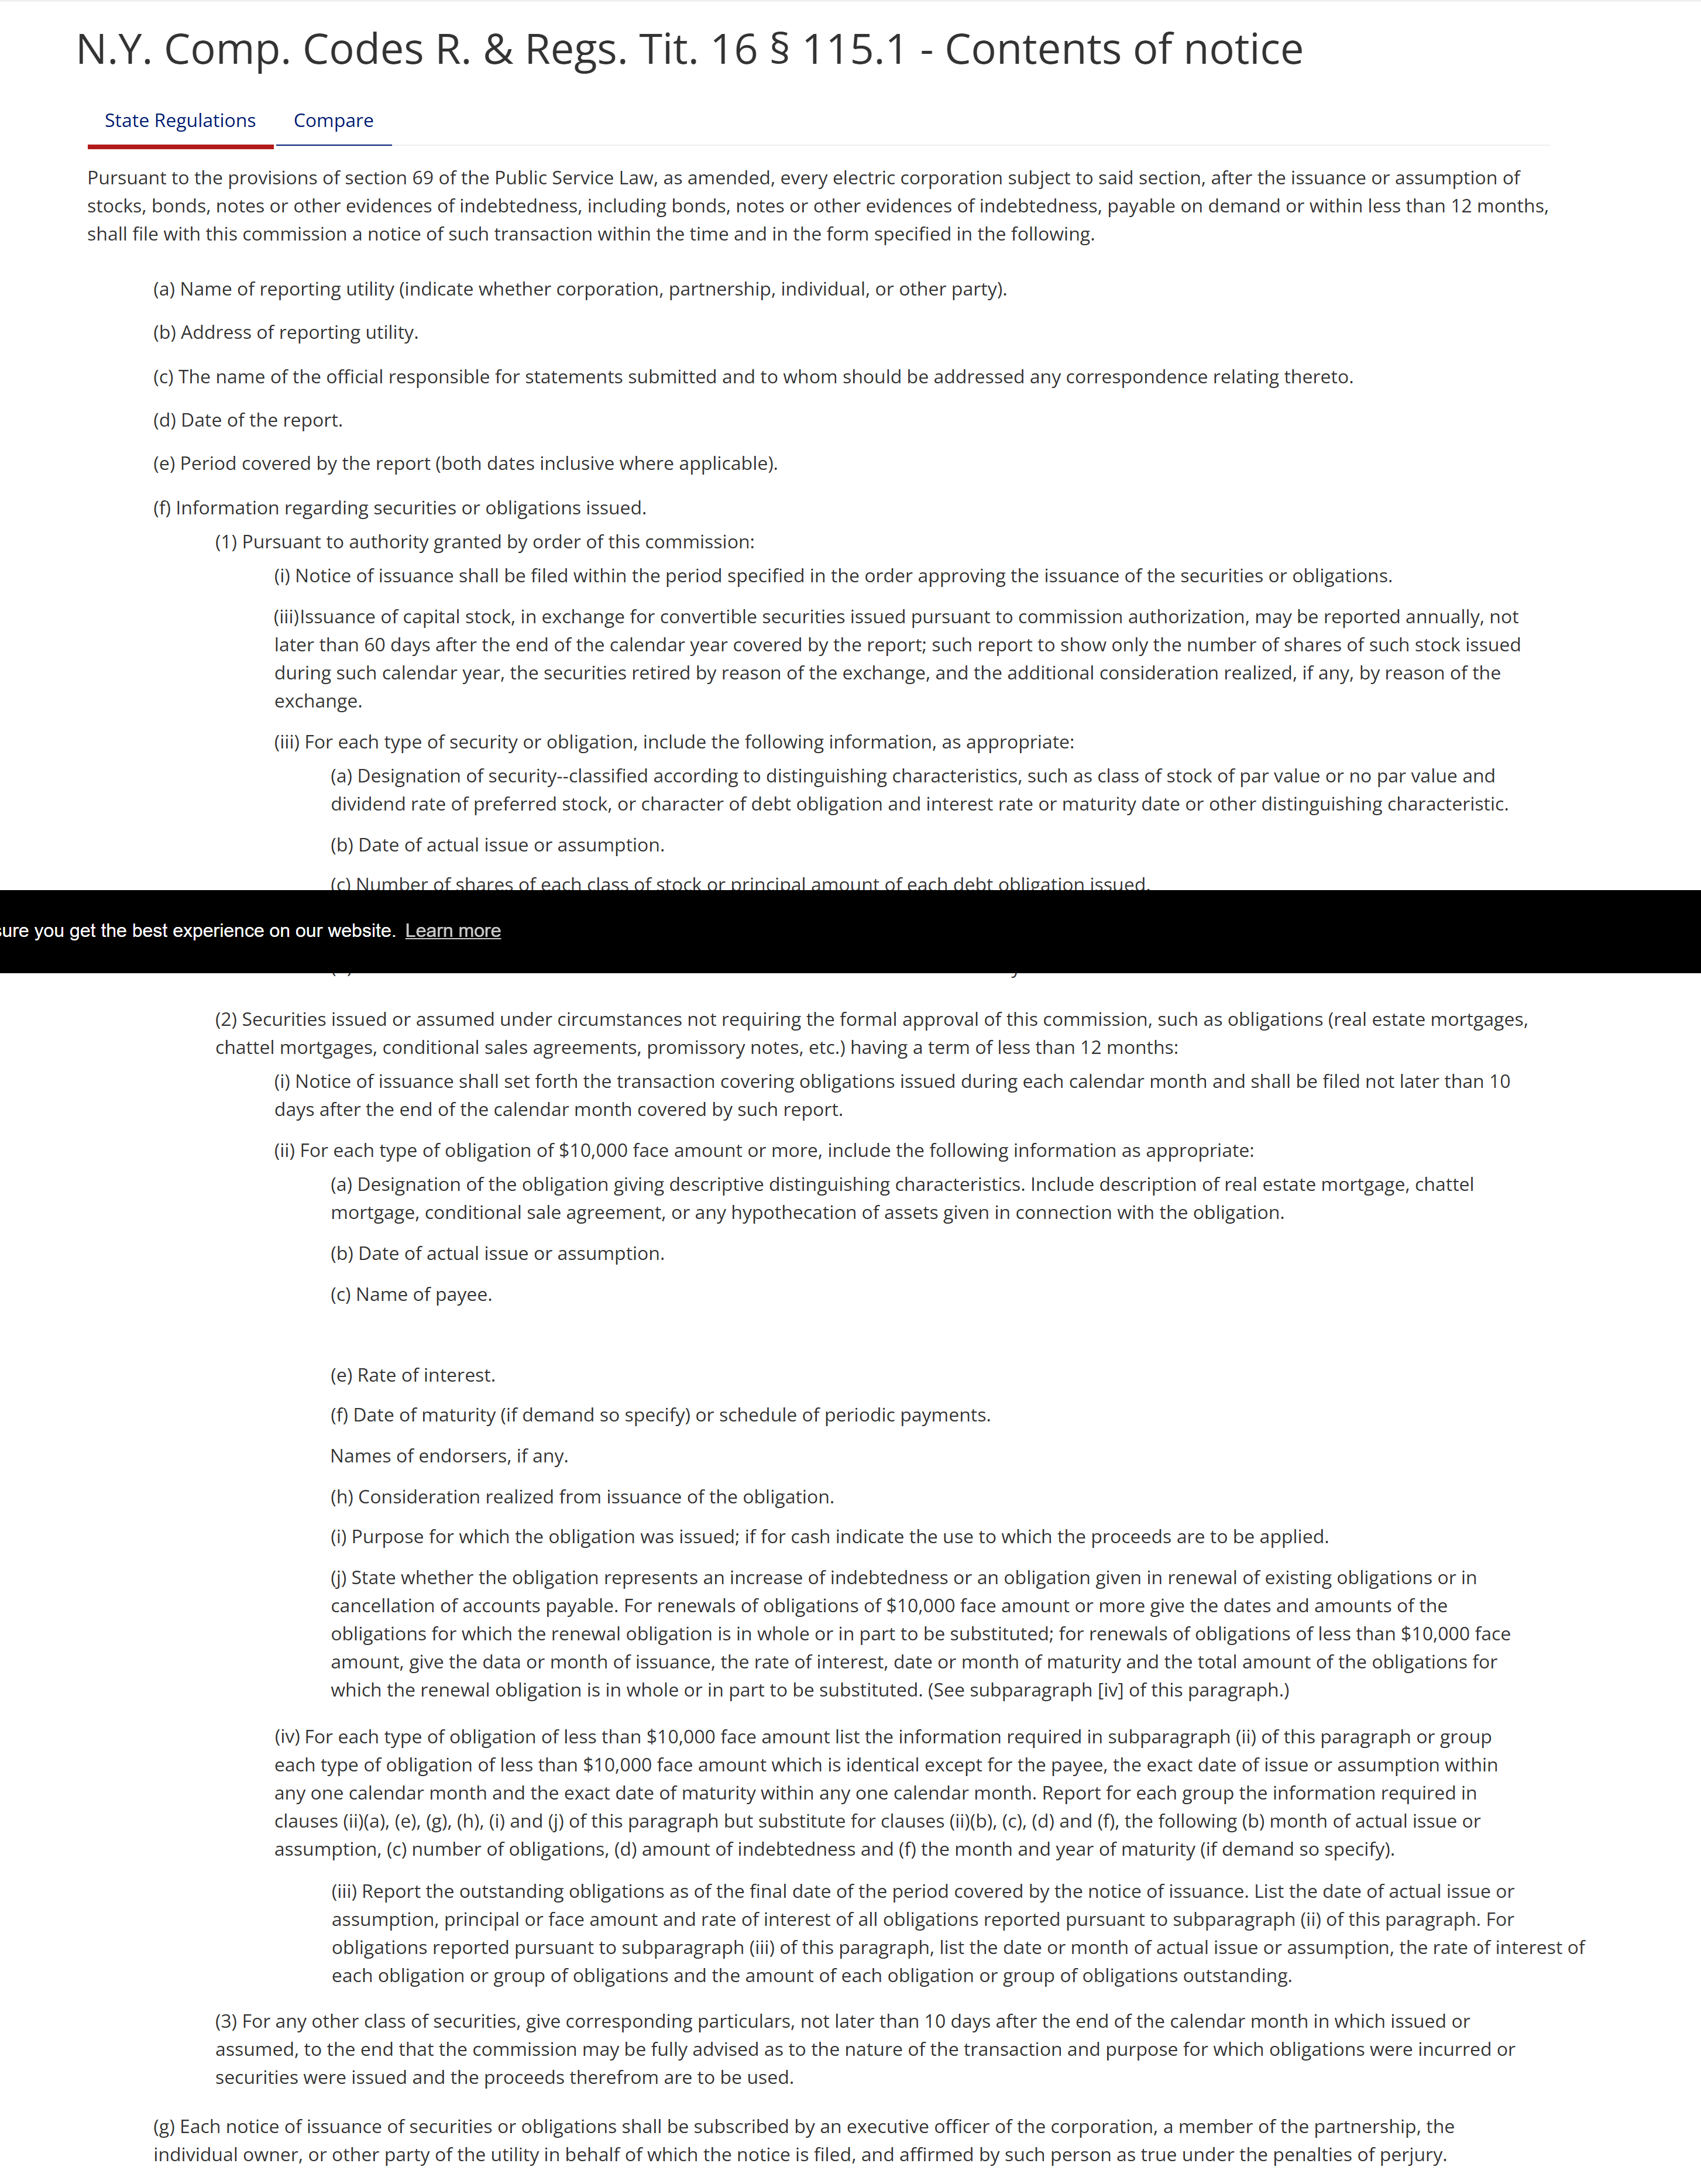 N.Y. Comp. Codes R. & Regs. Tit. 16 § 115.1 - Contents of notice
State Regulations Compare
Pursuant to the provisions of section 69 of the Public Service Law, as amended, every electric corporation subject to said section, after the issuance or assumption of
stocks, bonds, notes or other evidences of indebtedness, including bonds, notes or other evidences of indebtedness, payable on demand or within less than 12 months,
shall file with this commission a notice of such transaction within the time and in the form specified in the following.
(a) Name of reporting utility (indicate whether corporation, partnership, individual, or other party).
(b) Address of reporting utility.
(c) The name of the official responsible for statements submitted and to whom should be addressed any correspondence relating thereto.
(d) Date of the report.
(e) Period covered by the report (both dates inclusive where applicable).
(f) Information regarding securities or obligations issued.
(1) Pursuant to authority granted by order of this commission:
(i) Notice of issuance shall be filed within the period specified in the order approving the issuance of the securities or obligations.
(iii)Issuance of capital stock, in exchange for convertible securities issued pursuant to commission authorization, may be reported annually, not
later than 60 days after the end of the calendar year covered by the report; such report to show only the number of shares of such stock issued
during such calendar year, the securities retired by reason of the exchange, and the additional consideration realized, if any, by reason of the
exchange.
(iii) For each type of security or obligation, include the following information, as appropriate:
(a) Designation of security--classified according to distinguishing characteristics, such as class of stock of par value or no par value and
dividend rate of preferred stock, or character of debt obligation and interest rate or maturity date or other distinguishing characteristic.
(b) Date of actual issue or assumption.
(c) Number of shares of each class of stock or principal amount of each debt obligation issued.
sure you get the best experience on our website. Learn more
(2) Securities issued or assumed under circumstances not requiring the formal approval of this commission, such as obligations (real estate mortgages,
chattel mortgages, conditional sales agreements, promissory notes, etc.) having a term of less than 12 months:
(i) Notice of issuance shall set forth the transaction covering obligations issued during each calendar month and shall be filed not later than 10
days after the end of the calendar month covered by such report.
(ii) For each type of obligation of $10,000 face amount or more, include the following information as appropriate:
(a) Designation of the obligation giving descriptive distinguishing characteristics. Include description of real estate mortgage, chattel
mortgage, conditional sale agreement, or any hypothecation of assets given in connection with the obligation.
(b) Date of actual issue or assumption.
(c) Name of payee.
(e) Rate of interest.
(f) Date of maturity (if demand so specify) or schedule of periodic payments.
Names of endorsers, if any.
(h) Consideration realized from issuance of the obligation.
(i) Purpose for which the obligation was issued; if for cash indicate the use to which the proceeds are to be applied.
(j) State whether the obligation represents an increase of indebtedness or an obligation given in renewal of existing obligations or in
cancellation of accounts payable. For renewals of obligations of $10,000 face amount or more give the dates and amounts of the
obligations for which the renewal obligation is in whole or in part to be substituted; for renewals of obligations of less than $10,000 face
amount, give the data or month of issuance, the rate of interest, date or month of maturity and the total amount of the obligations for
which the renewal obligation is in whole or in part to be substituted. (See subparagraph [iv] of this paragraph.)
(iv) For each type of obligation of less than $10,000 face amount list the information required in subparagraph (ii) of this paragraph or group
each type of obligation of less than $10,000 face amount which is identical except for the payee, the exact date of issue or assumption within
any one calendar month and the exact date of maturity within any one calendar month. Report for each group the information required in
clauses (ii)(a), (e), (g), (h), (i) and (j) of this paragraph but substitute for clauses (ii)(b), (c), (d) and (f), the following (b) month of actual issue or
assumption, (c) number of obligations, (d) amount of indebtedness and (f) the month and year of maturity (if demand so specify).
(iii) Report the outstanding obligations as of the final date of the period covered by the notice of issuance. List the date of actual issue or
assumption, principal or face amount and rate of interest of all obligations reported pursuant to subparagraph (ii) of this paragraph. For
obligations reported pursuant to subparagraph (iii) of this paragraph, list the date or month of actual issue or assumption, the rate of interest of
each obligation or group of obligations and the amount of each obligation or group of obligations outstanding.
(3) For any other class of securities, give corresponding particulars, not later than 10 days after the end of the calendar month in which issued or
assumed, to the end that the commission may be fully advised as to the nature of the transaction and purpose for which obligations were incurred or
securities were issued and the proceeds therefrom are to be used.
(g) Each notice of issuance of securities or obligations shall be subscribed by an executive officer of the corporation, a member of the partnership, the
individual owner, or other party of the utility in behalf of which the notice is filed, and affirmed by such person as true under the penalties of perjury.